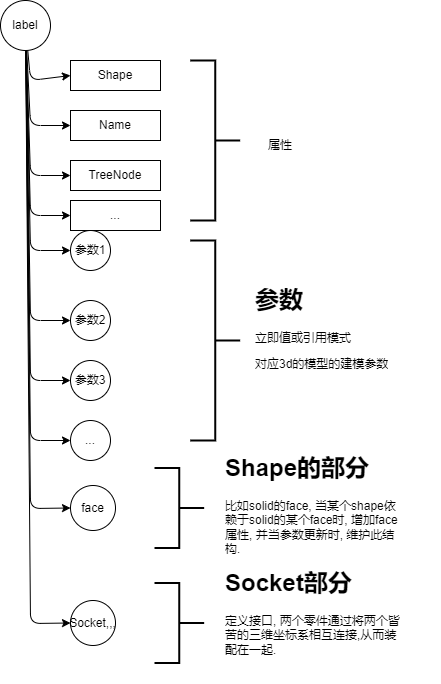 label
Shape
Name
属性
TreeNode
...
参数1
参数
参数2
立即值或引用模式
对应3d的模型的建模参数
参数3
...
Shape的部分
face
比如solid的face, 当某个shape依
赖于solid的某个face时, 增加face
属性, 并当参数更新时, 维护此结
构.
Socket部分
Socket,,,
定义接口, 两个零件通过将两个皆
苦的三维坐标系相互连接,从而装
配在一起.